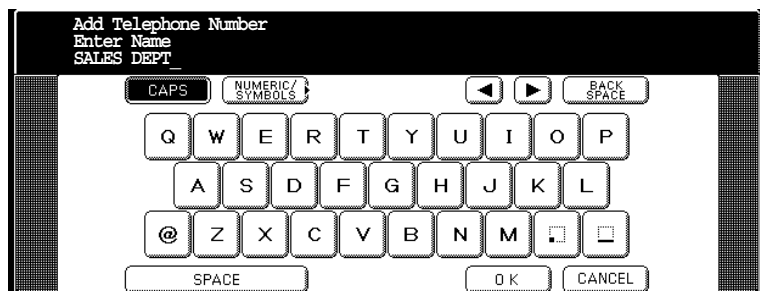 Add Telephone Number
Enter Name
SALES DEPT_
CAPS NUMERIC/SYMBOLS ◀ ▶ BACK SPACE
Q W E R T Y U I O P
A S D F G H J K L
@ Z X C V B N M . _
SPACE OK CANCEL